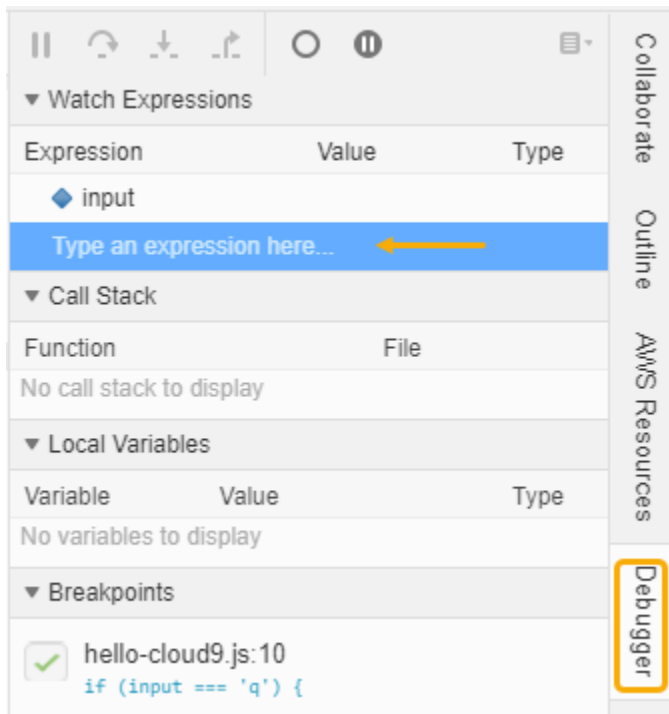 Watch Expressions
Expression Value Type
input
Type an expression here...
Call Stack
Function File
No call stack to display
Local Variables
Variable Value Type
No variables to display
Breakpoints
hello-cloud9.js:10
if (input === 'q') {
Collaborate
Outline
AWS Resources
Debugger